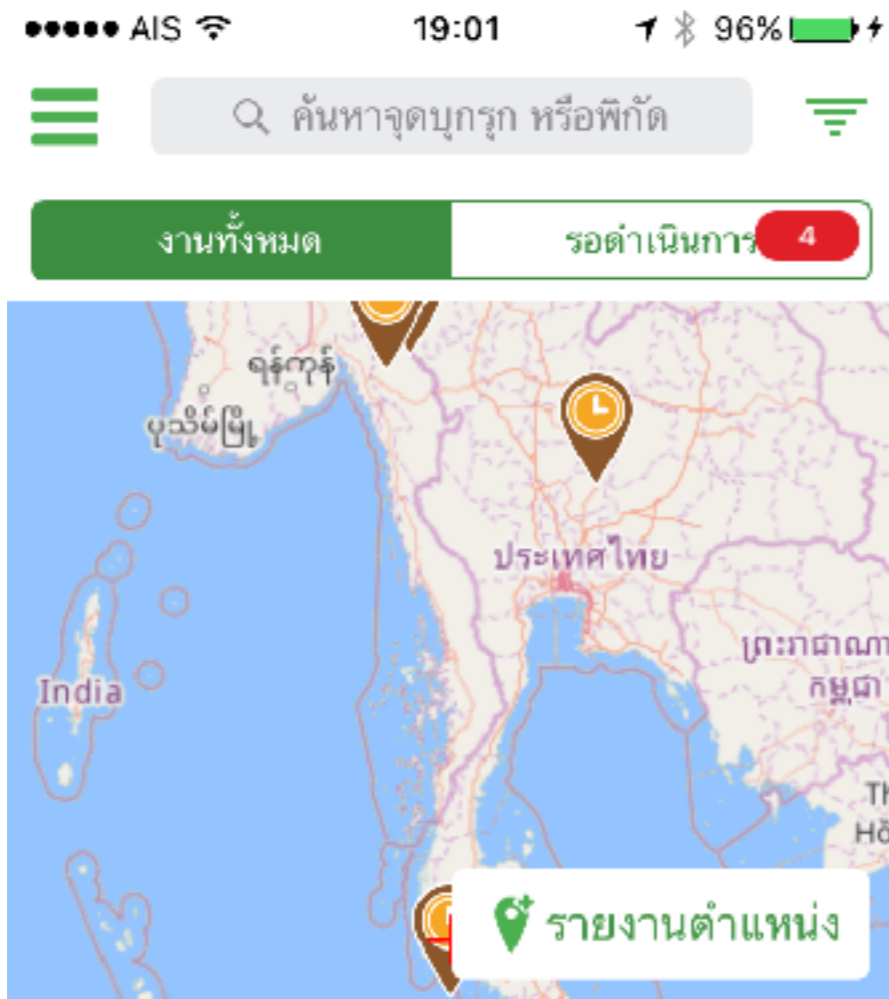 AIS 19:01 96%
ค้นหาจุดบุกรุก หรือพิกัด
งานทั้งหมด รอดำเนินการ 4
ရန်ကုန်
ပုသိမ်မြို့
ประเทศไทย
India
ព្រះរាជាណា
កម្ពុជា
รายงานตำแหน่ง